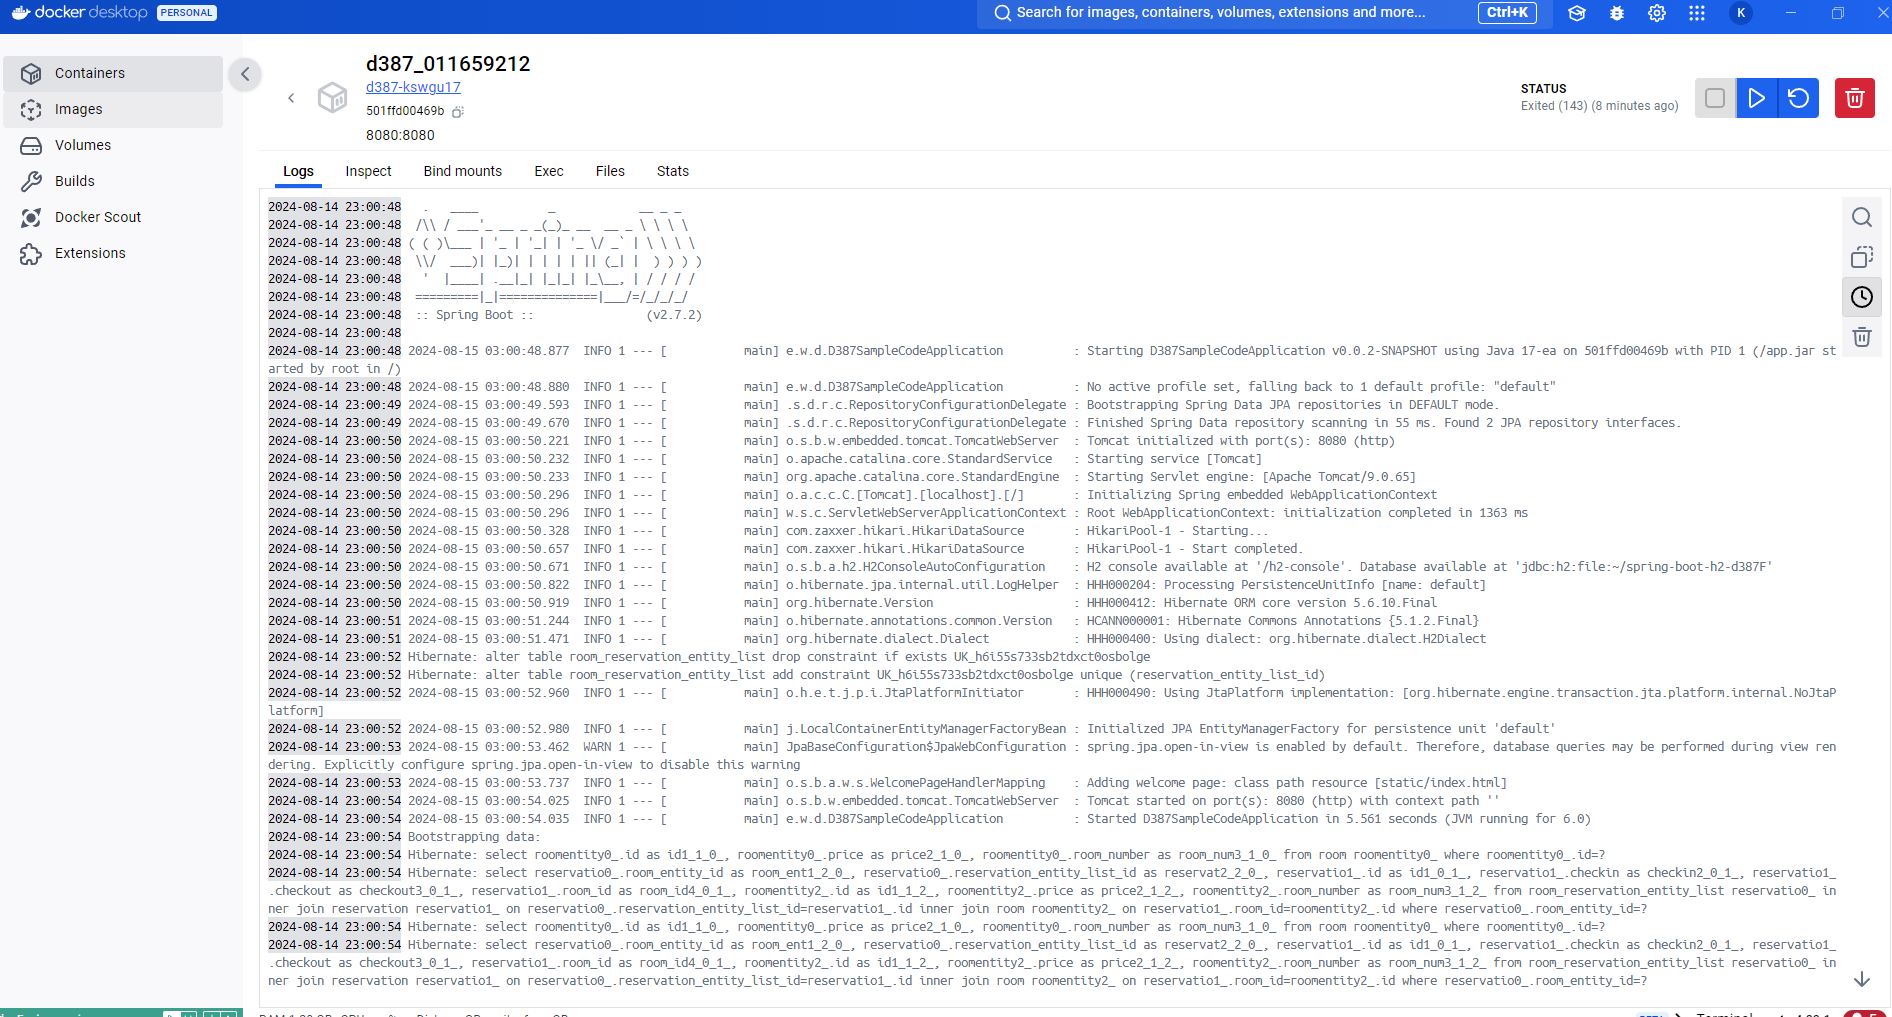 docker desktop PERSONAL
Search for images, containers, volumes, extensions and more... Ctrl+K
K
Containers
Images
Volumes
Builds
Docker Scout
Extensions
d387_011659212
d387-kswgu17
501ffd00469b
8080:8080
STATUS
Exited (143) (8 minutes ago)
Logs Inspect Bind mounts Exec Files Stats
2024-08-14 23:00:48   .   ____          _            __ _ _
2024-08-14 23:00:48  /\\ / ___'_ __ _ _(_)_ __  __ _ \ \ \ \
2024-08-14 23:00:48 ( ( )\___ | '_ | '_| | '_ \/ _` | \ \ \ \
2024-08-14 23:00:48  \\/  ___)| |_)| | | | | || (_| |  ) ) ) )
2024-08-14 23:00:48   '  |____| .__|_| |_|_| |_\__, | / / / /
2024-08-14 23:00:48  =========|_|==============|___/=/_/_/_/
2024-08-14 23:00:48  :: Spring Boot ::                (v2.7.2)
2024-08-14 23:00:48
2024-08-14 23:00:48 2024-08-15 03:00:48.877  INFO 1 --- [           main] e.w.d.D387SampleCodeApplication          : Starting D387SampleCodeApplication v0.0.2-SNAPSHOT using Java 17-ea on 501ffd00469b with PID 1 (/app.jar st
arted by root in /)
2024-08-14 23:00:48 2024-08-15 03:00:48.880  INFO 1 --- [           main] e.w.d.D387SampleCodeApplication          : No active profile set, falling back to 1 default profile: "default"
2024-08-14 23:00:49 2024-08-15 03:00:49.593  INFO 1 --- [           main] .s.d.r.c.RepositoryConfigurationDelegate : Bootstrapping Spring Data JPA repositories in DEFAULT mode.
2024-08-14 23:00:49 2024-08-15 03:00:49.670  INFO 1 --- [           main] .s.d.r.c.RepositoryConfigurationDelegate : Finished Spring Data repository scanning in 55 ms. Found 2 JPA repository interfaces.
2024-08-14 23:00:50 2024-08-15 03:00:50.221  INFO 1 --- [           main] o.s.b.w.embedded.tomcat.TomcatWebServer  : Tomcat initialized with port(s): 8080 (http)
2024-08-14 23:00:50 2024-08-15 03:00:50.232  INFO 1 --- [           main] o.apache.catalina.core.StandardService   : Starting service [Tomcat]
2024-08-14 23:00:50 2024-08-15 03:00:50.233  INFO 1 --- [           main] org.apache.catalina.core.StandardEngine  : Starting Servlet engine: [Apache Tomcat/9.0.65]
2024-08-14 23:00:50 2024-08-15 03:00:50.296  INFO 1 --- [           main] o.a.c.c.C.[Tomcat].[localhost].[/]       : Initializing Spring embedded WebApplicationContext
2024-08-14 23:00:50 2024-08-15 03:00:50.296  INFO 1 --- [           main] w.s.c.ServletWebServerApplicationContext : Root WebApplicationContext: initialization completed in 1363 ms
2024-08-14 23:00:50 2024-08-15 03:00:50.328  INFO 1 --- [           main] com.zaxxer.hikari.HikariDataSource       : HikariPool-1 - Starting...
2024-08-14 23:00:50 2024-08-15 03:00:50.657  INFO 1 --- [           main] com.zaxxer.hikari.HikariDataSource       : HikariPool-1 - Start completed.
2024-08-14 23:00:50 2024-08-15 03:00:50.671  INFO 1 --- [           main] o.s.b.a.h2.H2ConsoleAutoConfiguration    : H2 console available at '/h2-console'. Database available at 'jdbc:h2:file:~/spring-boot-h2-d387F'
2024-08-14 23:00:50 2024-08-15 03:00:50.822  INFO 1 --- [           main] o.hibernate.jpa.internal.util.LogHelper  : HHH000204: Processing PersistenceUnitInfo [name: default]
2024-08-14 23:00:50 2024-08-15 03:00:50.919  INFO 1 --- [           main] org.hibernate.Version                    : HHH000412: Hibernate ORM core version 5.6.10.Final
2024-08-14 23:00:51 2024-08-15 03:00:51.244  INFO 1 --- [           main] o.hibernate.annotations.common.Version   : HCANN000001: Hibernate Commons Annotations {5.1.2.Final}
2024-08-14 23:00:51 2024-08-15 03:00:51.471  INFO 1 --- [           main] org.hibernate.dialect.Dialect            : HHH000400: Using dialect: org.hibernate.dialect.H2Dialect
2024-08-14 23:00:52 Hibernate: alter table room_reservation_entity_list drop constraint if exists UK_h6i55s733sb2tdxct0osbolge
2024-08-14 23:00:52 Hibernate: alter table room_reservation_entity_list add constraint UK_h6i55s733sb2tdxct0osbolge unique (reservation_entity_list_id)
2024-08-14 23:00:52 2024-08-15 03:00:52.960  INFO 1 --- [           main] o.h.e.t.j.p.i.JtaPlatformInitiator       : HHH000490: Using JtaPlatform implementation: [org.hibernate.engine.transaction.jta.platform.internal.NoJtaP
latform]
2024-08-14 23:00:52 2024-08-15 03:00:52.980  INFO 1 --- [           main] j.LocalContainerEntityManagerFactoryBean : Initialized JPA EntityManagerFactory for persistence unit 'default'
2024-08-14 23:00:53 2024-08-15 03:00:53.462  WARN 1 --- [           main] JpaBaseConfiguration$JpaWebConfiguration : spring.jpa.open-in-view is enabled by default. Therefore, database queries may be performed during view ren
dering. Explicitly configure spring.jpa.open-in-view to disable this warning
2024-08-14 23:00:53 2024-08-15 03:00:53.737  INFO 1 --- [           main] o.s.b.a.w.s.WelcomePageHandlerMapping    : Adding welcome page: class path resource [static/index.html]
2024-08-14 23:00:54 2024-08-15 03:00:54.025  INFO 1 --- [           main] o.s.b.w.embedded.tomcat.TomcatWebServer  : Tomcat started on port(s): 8080 (http) with context path ''
2024-08-14 23:00:54 2024-08-15 03:00:54.035  INFO 1 --- [           main] e.w.d.D387SampleCodeApplication          : Started D387SampleCodeApplication in 5.561 seconds (JVM running for 6.0)
2024-08-14 23:00:54 Bootstrapping data:
2024-08-14 23:00:54 Hibernate: select roomentity0_.id as id1_1_0_, roomentity0_.price as price2_1_0_, roomentity0_.room_number as room_num3_1_0_ from room roomentity0_ where roomentity0_.id=?
2024-08-14 23:00:54 Hibernate: select reservatio0_.room_entity_id as room_ent1_2_0_, reservatio0_.reservation_entity_list_id as reservat2_2_0_, reservatio1_.id as id1_0_1_, reservatio1_.checkin as checkin2_0_1_, reservatio1_
.checkout as checkout3_0_1_, reservatio1_.room_id as room_id4_0_1_, roomentity2_.id as id1_1_2_, roomentity2_.price as price2_1_2_, roomentity2_.room_number as room_num3_1_2_ from room_reservation_entity_list reservatio0_ in
ner join reservation reservatio1_ on reservatio0_.reservation_entity_list_id=reservatio1_.id inner join room roomentity2_ on reservatio1_.room_id=roomentity2_.id where reservatio0_.room_entity_id=?
2024-08-14 23:00:54 Hibernate: select roomentity0_.id as id1_1_0_, roomentity0_.price as price2_1_0_, roomentity0_.room_number as room_num3_1_0_ from room roomentity0_ where roomentity0_.id=?
2024-08-14 23:00:54 Hibernate: select reservatio0_.room_entity_id as room_ent1_2_0_, reservatio0_.reservation_entity_list_id as reservat2_2_0_, reservatio1_.id as id1_0_1_, reservatio1_.checkin as checkin2_0_1_, reservatio1_
.checkout as checkout3_0_1_, reservatio1_.room_id as room_id4_0_1_, roomentity2_.id as id1_1_2_, roomentity2_.price as price2_1_2_, roomentity2_.room_number as room_num3_1_2_ from room_reservation_entity_list reservatio0_ in
ner join reservation reservatio1_ on reservatio0_.reservation_entity_list_id=reservatio1_.id inner join room roomentity2_ on reservatio1_.room_id=roomentity2_.id where reservatio0_.room_entity_id=?